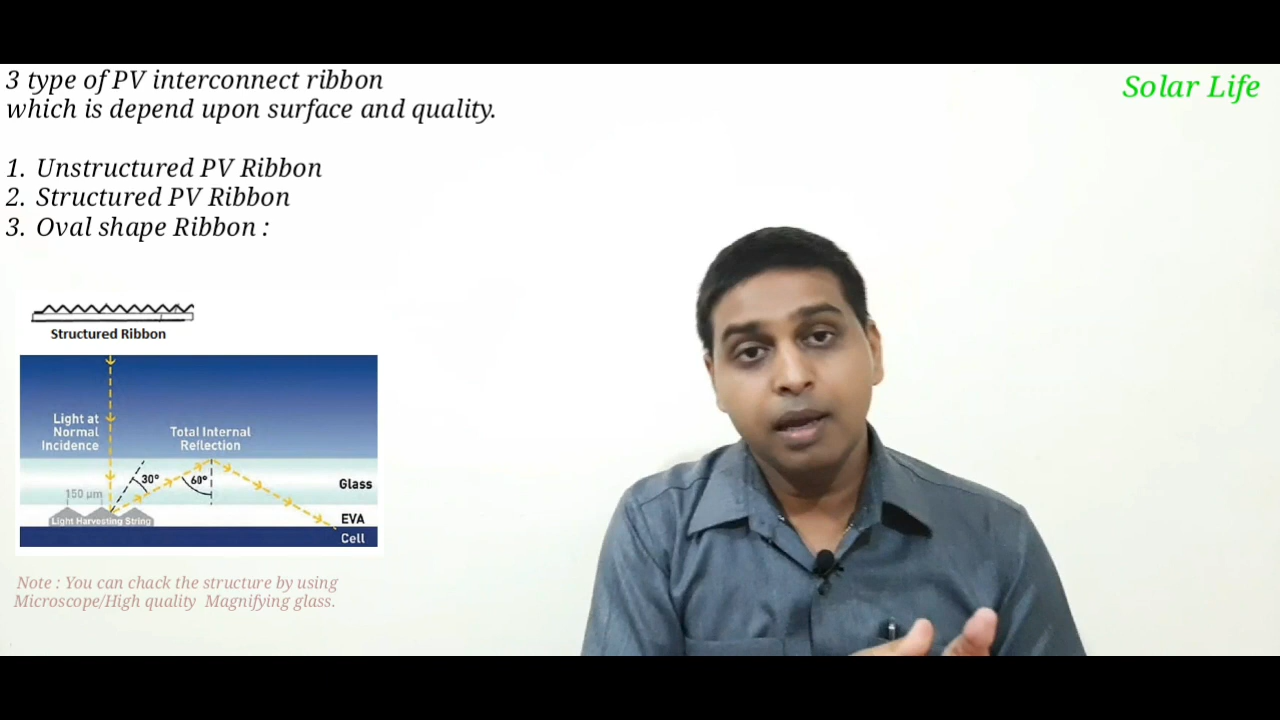 3 type of PV interconnect ribbon
which is depend upon surface and quality.
Solar Life
1. Unstructured PV Ribbon
2. Structured PV Ribbon
3. Oval shape Ribbon :
Structured Ribbon
Light at
Normal
Incidence
Total Internal
Reflection
30°
60°
Glass
150 µm
Light Harvesting String
EVA
Cell
Note : You can chack the structure by using
Microscope/High quality Magnifying glass.